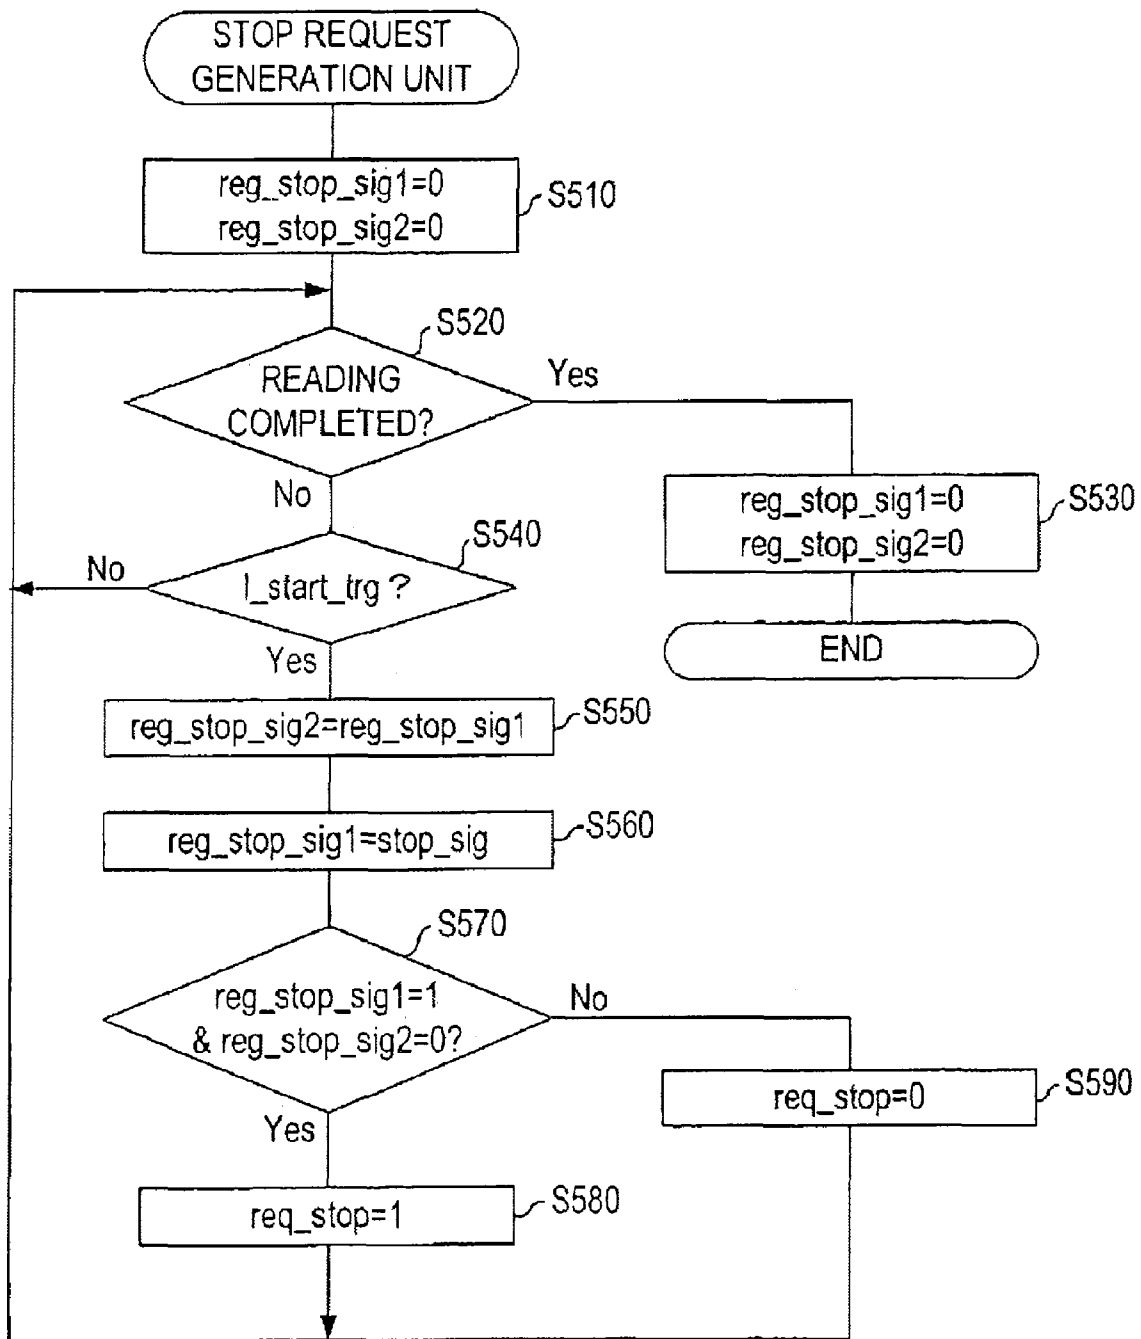 STOP REQUEST
GENERATION UNIT
reg_stop_sig1=0
reg_stop_sig2=0
S510
S520
READING
COMPLETED?
Yes
No
reg_stop_sig1=0
reg_stop_sig2=0
S530
END
S540
l_start_trg ?
No
Yes
reg_stop_sig2=reg_stop_sig1
S550
reg_stop_sig1=stop_sig
S560
S570
reg_stop_sig1=1
& reg_stop_sig2=0?
No
Yes
req_stop=0
S590
req_stop=1
S580